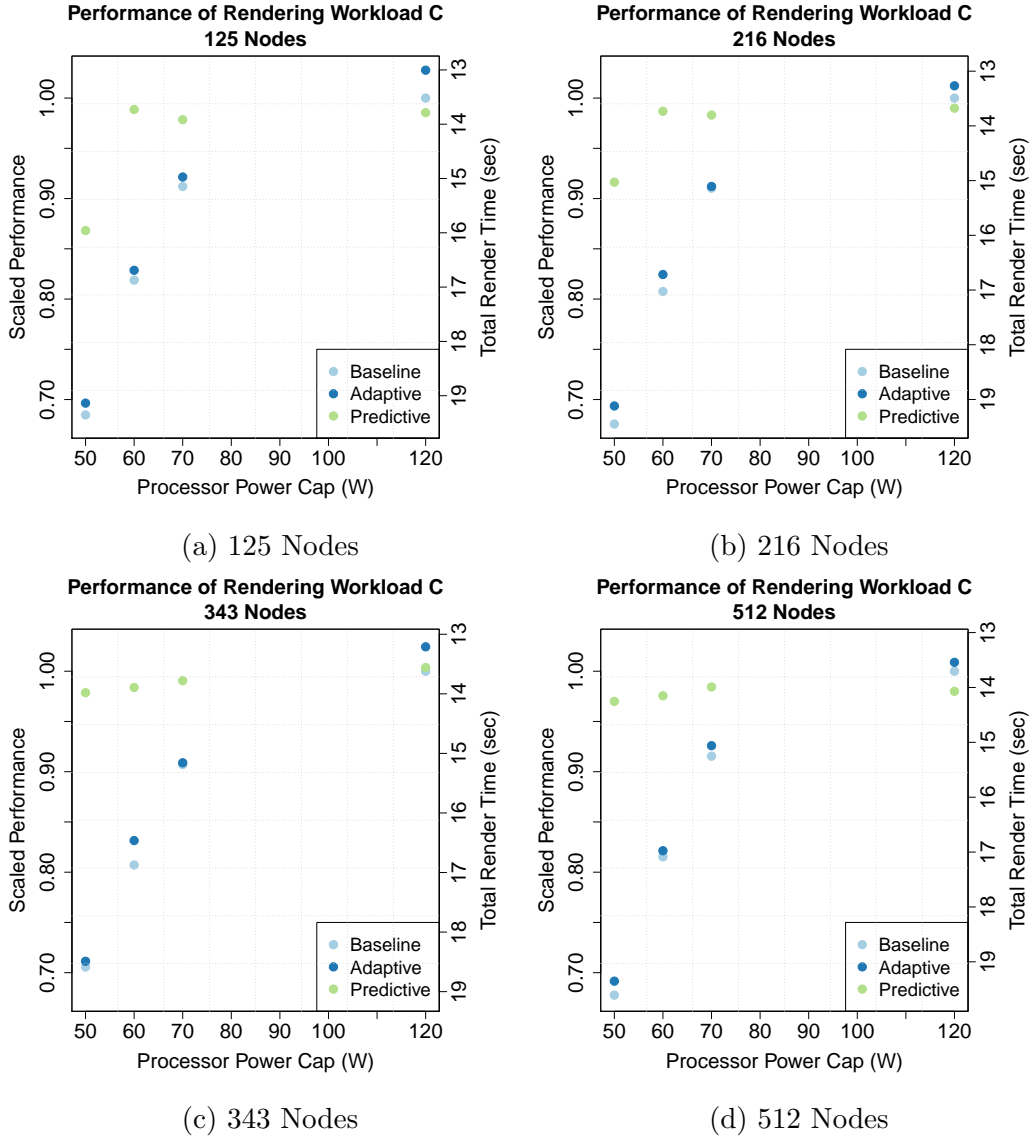 Performance of Rendering Workload C
125 Nodes
Scaled Performance
1.00
0.90
0.80
0.70
Total Render Time (sec)
13
14
15
16
17
18
19
Baseline
Adaptive
Predictive
50 60 70 80 90 100 120
Processor Power Cap (W)
(a) 125 Nodes
Performance of Rendering Workload C
216 Nodes
Scaled Performance
1.00
0.90
0.80
0.70
Total Render Time (sec)
13
14
15
16
17
18
19
Baseline
Adaptive
Predictive
50 60 70 80 90 100 120
Processor Power Cap (W)
(b) 216 Nodes
Performance of Rendering Workload C
343 Nodes
Scaled Performance
1.00
0.90
0.80
0.70
Total Render Time (sec)
13
14
15
16
17
18
19
Baseline
Adaptive
Predictive
50 60 70 80 90 100 120
Processor Power Cap (W)
(c) 343 Nodes
Performance of Rendering Workload C
512 Nodes
Scaled Performance
1.00
0.90
0.80
0.70
Total Render Time (sec)
13
14
15
16
17
18
19
Baseline
Adaptive
Predictive
50 60 70 80 90 100 120
Processor Power Cap (W)
(d) 512 Nodes